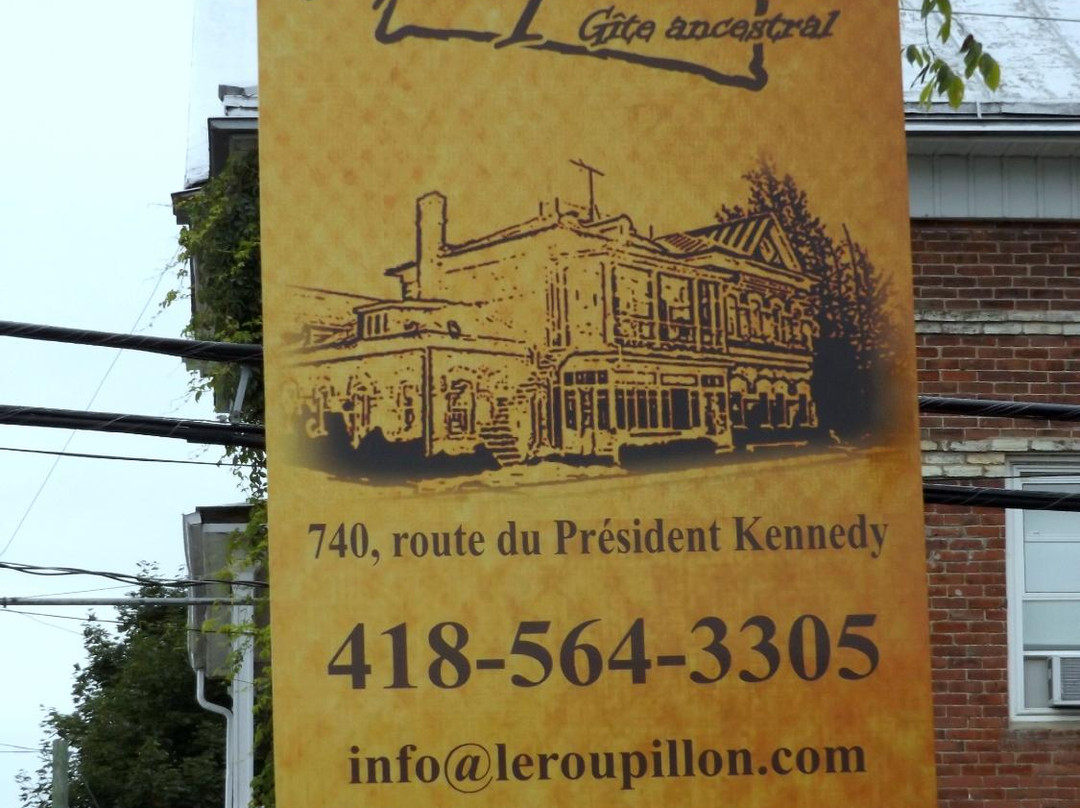 Gîte ancestral
740, route du Président Kennedy
418-564-3305
info@leroupillon.com